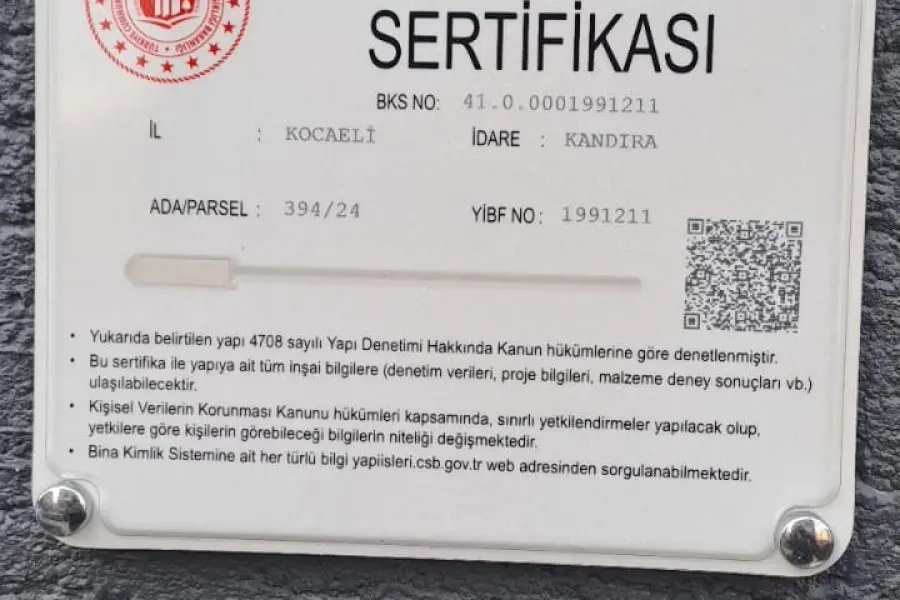 TÜRKİYE CUMHUR
BAKANLIĞI
SERTİFİKASI
BKS NO: 41.0.0001991211
İL : KOCAELİ İDARE : KANDIRA
ADA/PARSEL : 394/24 YİBF NO : 1991211
• Yukarıda belirtilen yapı 4708 sayılı Yapı Denetimi Hakkında Kanun hükümlerine göre denetlenmiştir.
• Bu sertifika ile yapıya ait tüm inşai bilgilere (denetim verileri, proje bilgileri, malzeme deney sonuçları vb.)
ulaşılabilecektir.
• Kişisel Verilerin Korunması Kanunu hükümleri kapsamında, sınırlı yetkilendirmeler yapılacak olup,
yetkilere göre kişilerin görebileceği bilgilerin niteliği değişmektedir.
• Bina Kimlik Sistemine ait her türlü bilgi yapiisleri.csb.gov.tr web adresinden sorgulanabilmektedir.